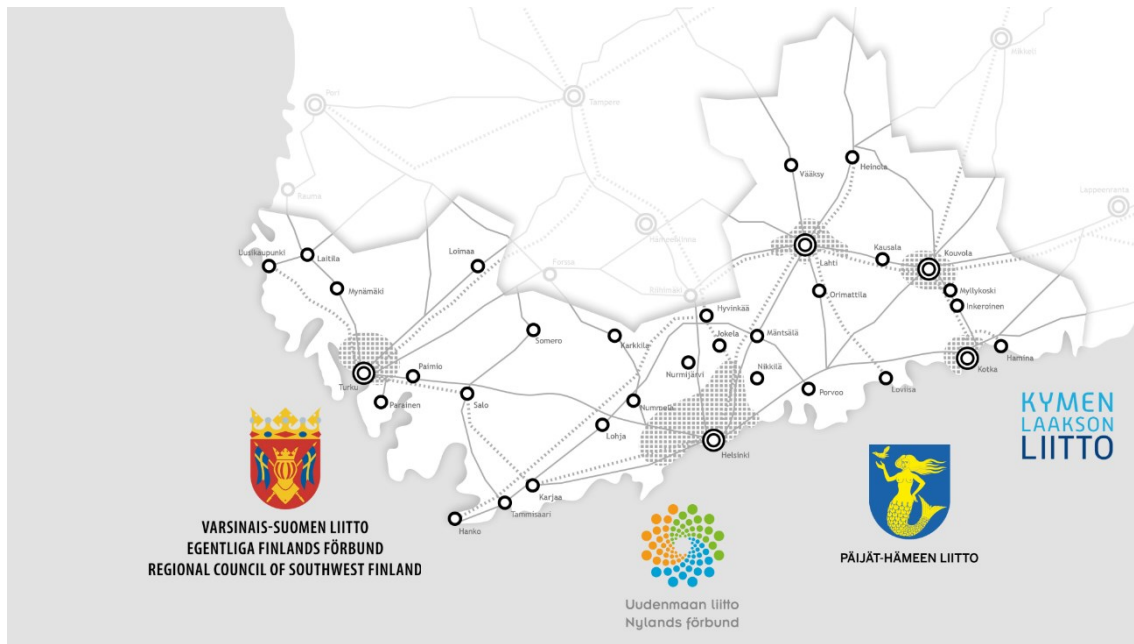 Mikkeli
Pori
Tampere
Lappeenranta
Rauma
Hämeenlinna
Forssa
Riihimäki
Vääksy
Heinola
Uusikaupunki
Laitila
Loimaa
Lahti
Kausala
Kouvola
Mynämäki
Orimattila
Myllykoski
Inkeroinen
Hyvinkää
Somero
Karkkila
Jokela
Mäntsälä
Hamina
Turku
Paimio
Nurmijärvi
Nikkilä
Kotka
Parainen
Salo
Nummela
Porvoo
Loviisa
Lohja
Helsinki
Karjaa
Tammisaari
Hanko
KYMEN
LAAKSON
LIITTO
VARSINAIS-SUOMEN LIITTO
EGENTLIGA FINLANDS FÖRBUND
REGIONAL COUNCIL OF SOUTHWEST FINLAND
PÄIJÄT-HÄMEEN LIITTO
Uudenmaan liitto
Nylands förbund